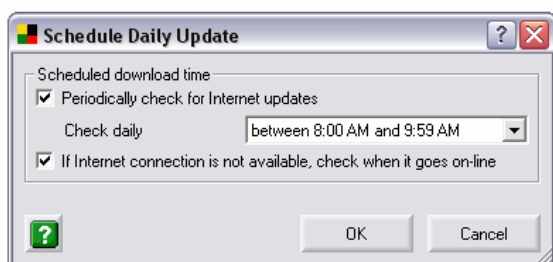 Schedule Daily Update
Scheduled download time
Periodically check for Internet updates
Check daily between 8:00 AM and 9:59 AM
If Internet connection is not available, check when it goes on-line
OK Cancel